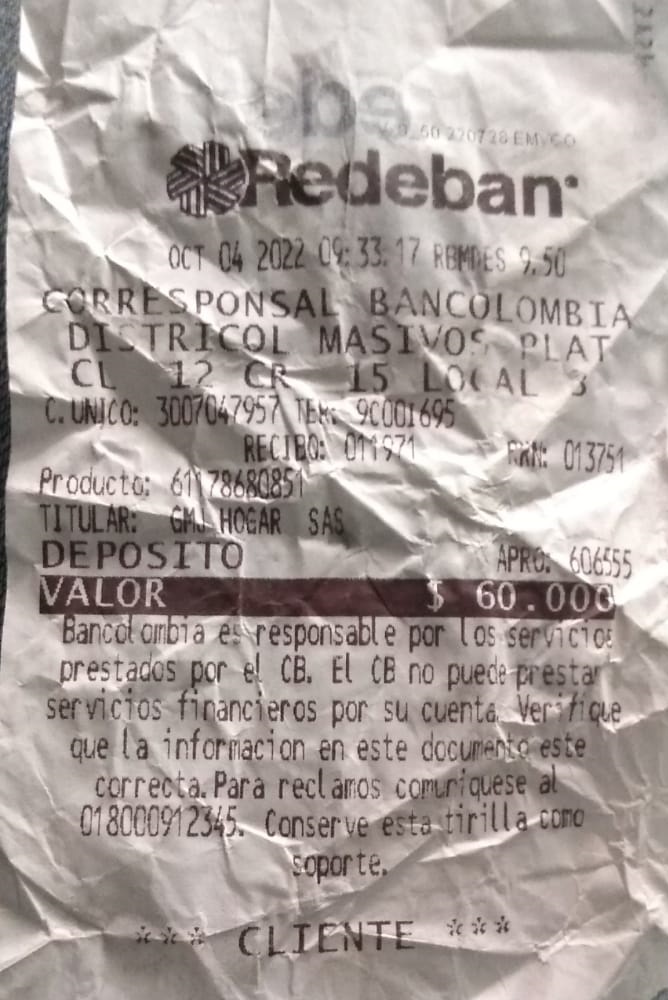 Redeban
OCT 04 2022 09:33:17 RBMDES 9.50
CORRESPONSAL BANCOLOMBIA
DISTRICOL MASIVOS PLAT
CL 12 CR 15 LOCAL 3
C.UNICO: 3007047957 TER: 9C001695
RECIBO: 011971 RRN: 013751
Producto: 61178680851
TITULAR: GMJ HOGAR SAS
DEPOSITO APRO: 606555
VALOR $ 60.000
Bancolombia es responsable por los servicios
prestados por el CB. El CB no puede prestar
servicios financieros por su cuenta. Verifique
que la informacion en este documento este
correcta. Para reclamos comuniquese al
018000912345. Conserve esta tirilla como
soporte.
*** CLIENTE ***